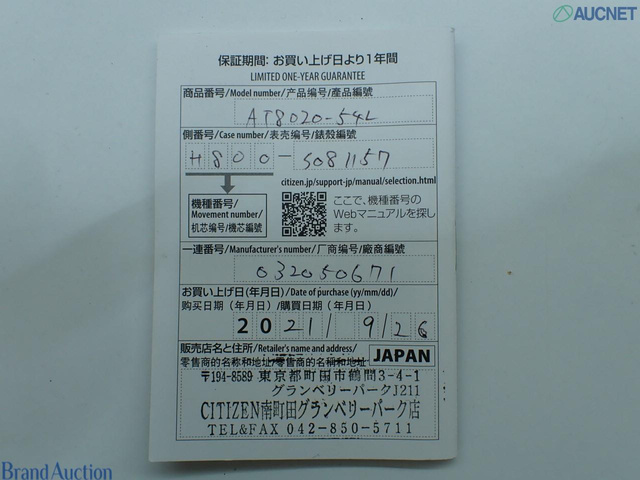 AUCNET
保証期間: お買い上げ日より1年間
LIMITED ONE-YEAR GUARANTEE
商品番号/Model number/产品编号/產品編號
AT8020-54L
側番号/Case number/表壳编号/錶殼編號
H800-S081157
citizen.jp/support-jp/manual/selection.html
機種番号/
Movement number/
机芯编号/機芯編號
ここで、機種番号の
Webマニュアルを探し
ます。
一連番号/Manufacturer's number/厂商编号/廠商編號
032050671
お買い上げ日(年月日)/Date of purchase (yy/mm/dd)/
购买日期(年月日)/購買日期(年月日)
2021/ 9/26
販売店名と住所/Retailer's name and address/
零售商的名称和地址/零售商的名稱和地址
JAPAN
〒194-8589 東京都町田市鶴間3-4-1
グランベリーパークJ211
CITIZEN南町田グランベリーパーク店
TEL&FAX 042-850-5711
Brand Auction